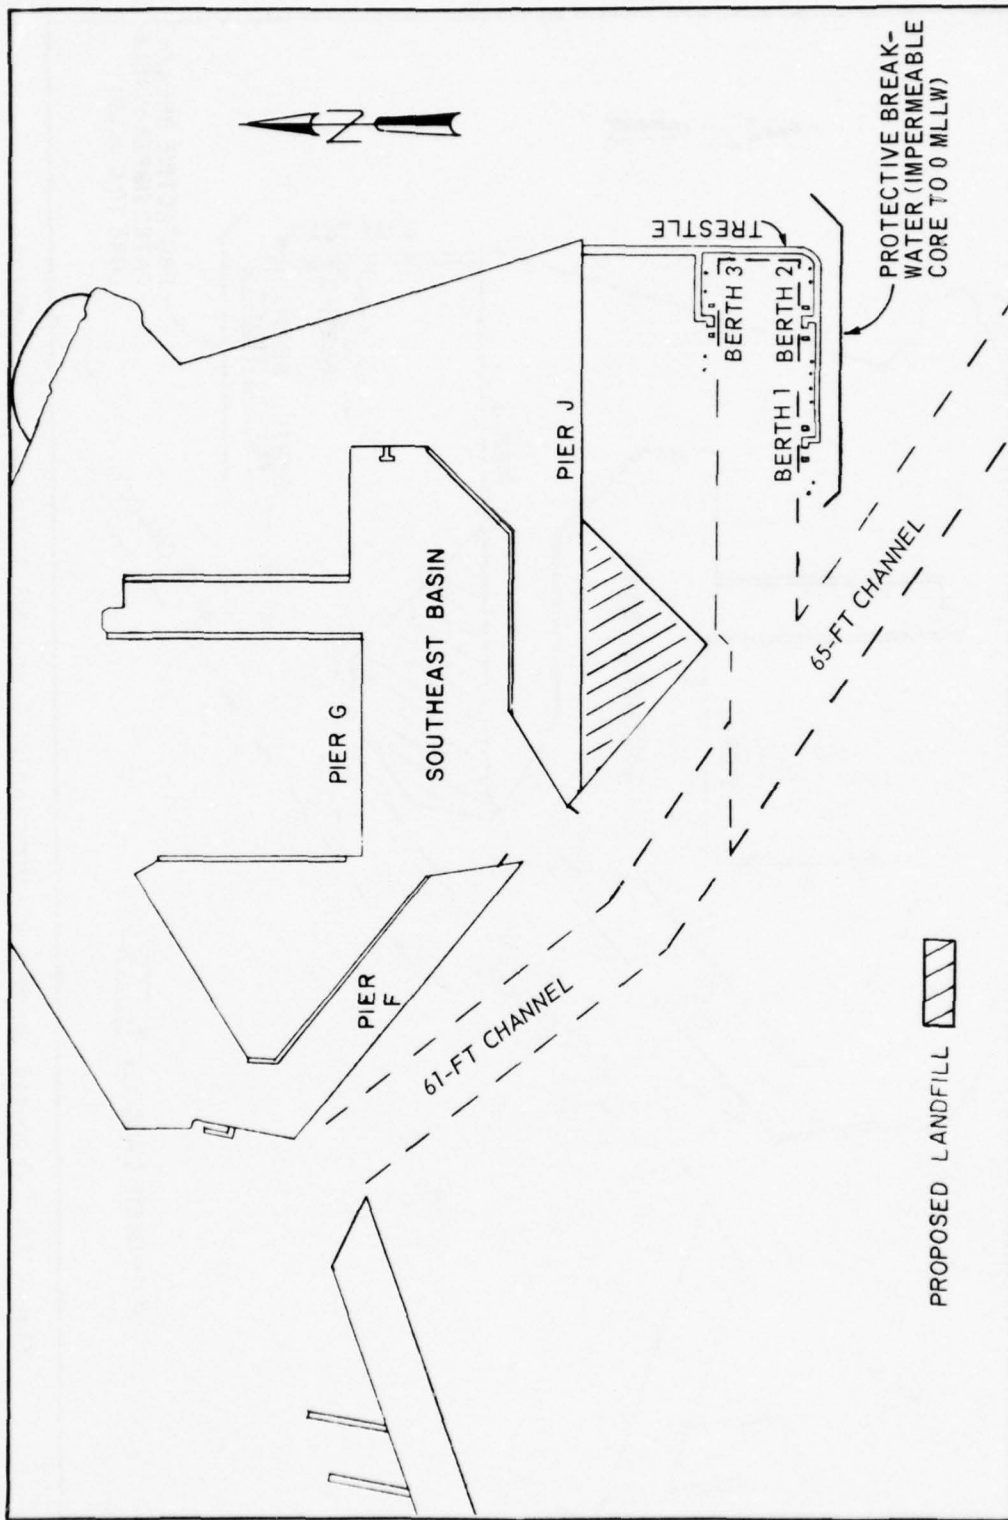 N
PIER G
SOUTHEAST BASIN
PIER
F
PIER J
TRESTLE
BERTH 3
BERTH 2
BERTH 1
PROTECTIVE BREAK-
WATER (IMPERMEABLE
CORE TO 0 MLLW)
61-FT CHANNEL
65-FT CHANNEL
PROPOSED LANDFILL